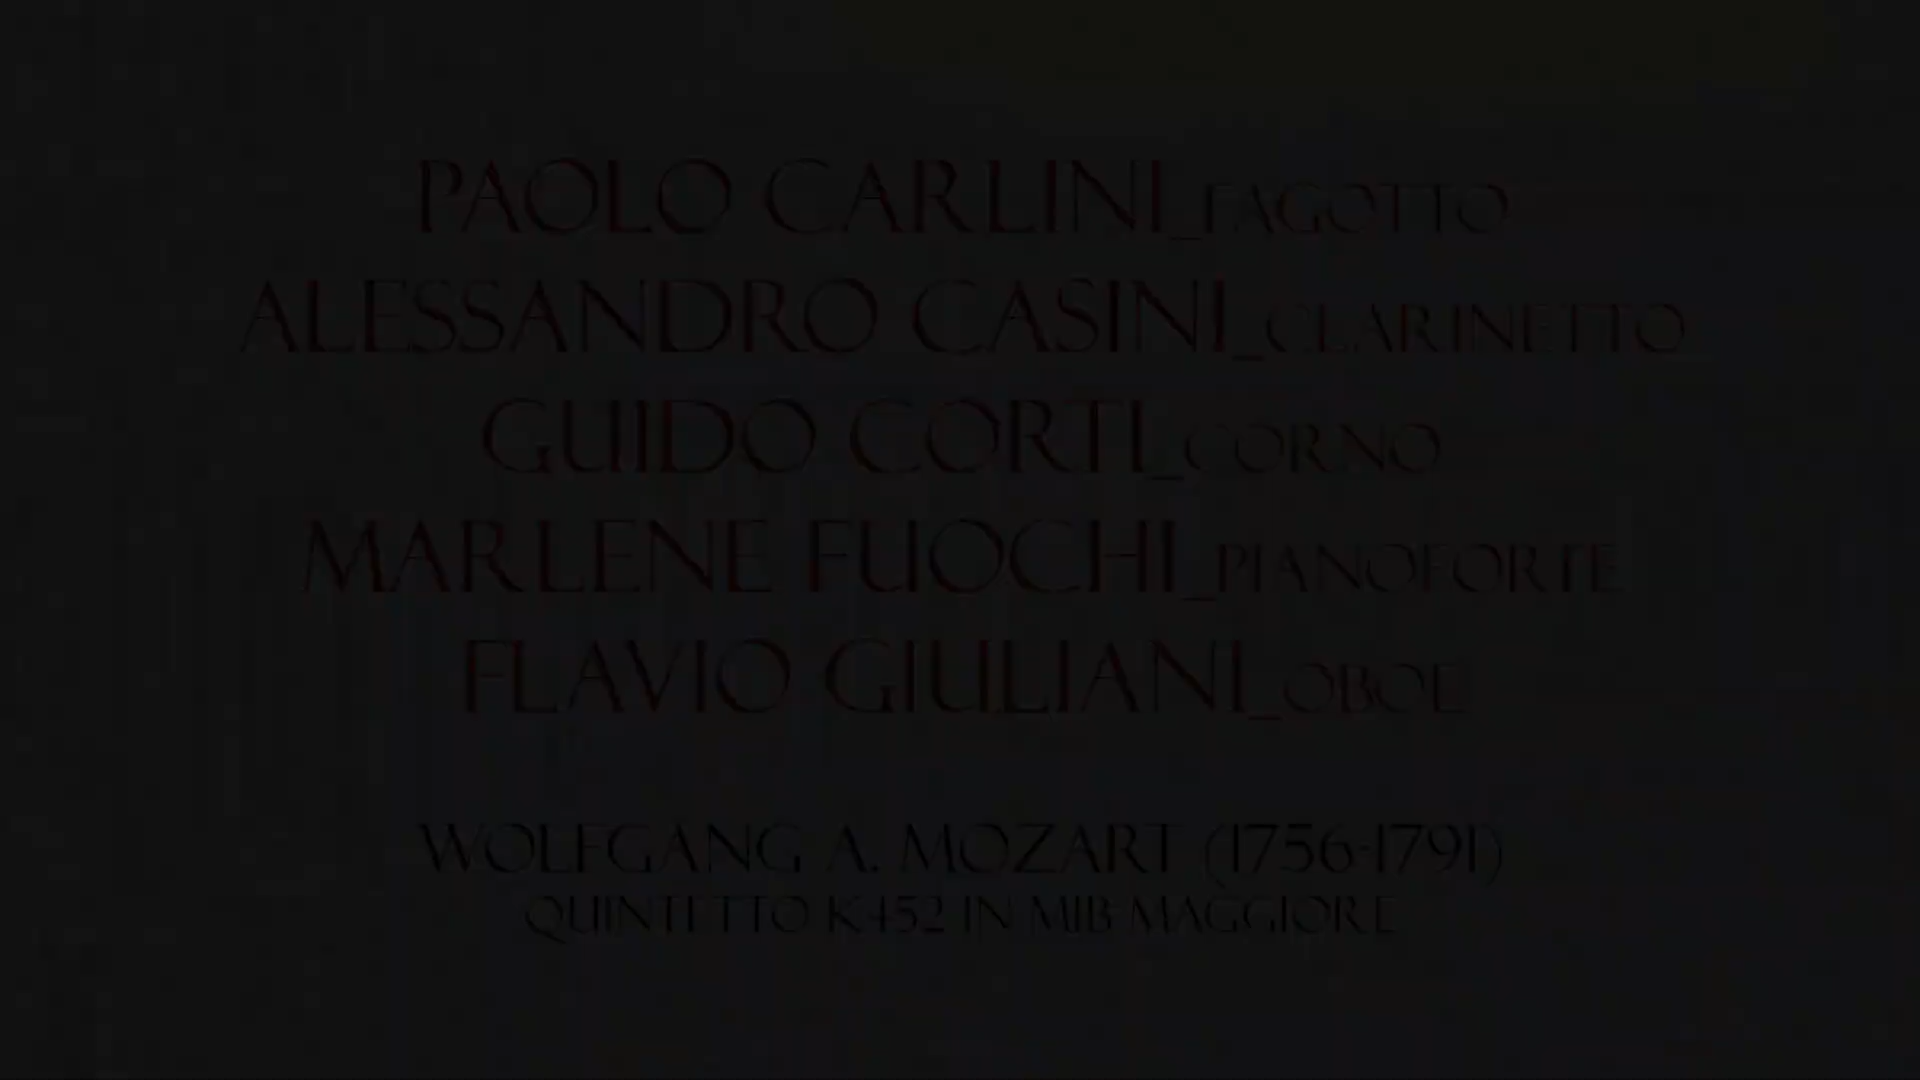 PAOLO CARLINI_FAGOTTO
ALESSANDRO CASINI_CLARINETTO
GUIDO CORTI_CORNO
MARLENE FUOCHI_PIANOFORTE
FLAVIO GIULIANI_OBOE
WOLFGANG A. MOZART (1756-1791)
QUINTETTO K452 IN MIB MAGGIORE